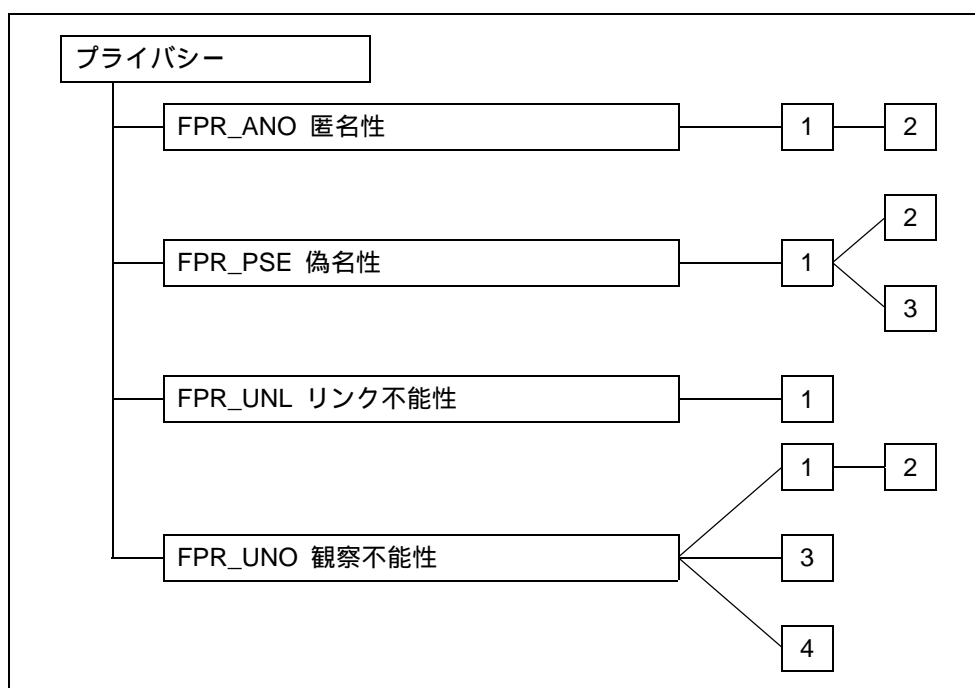 プライバシー
FPR_ANO 匿名性 1 2
2
FPR_PSE 偽名性 1
3
FPR_UNL リンク不能性 1
1 2
FPR_UNO 観察不能性 3
4